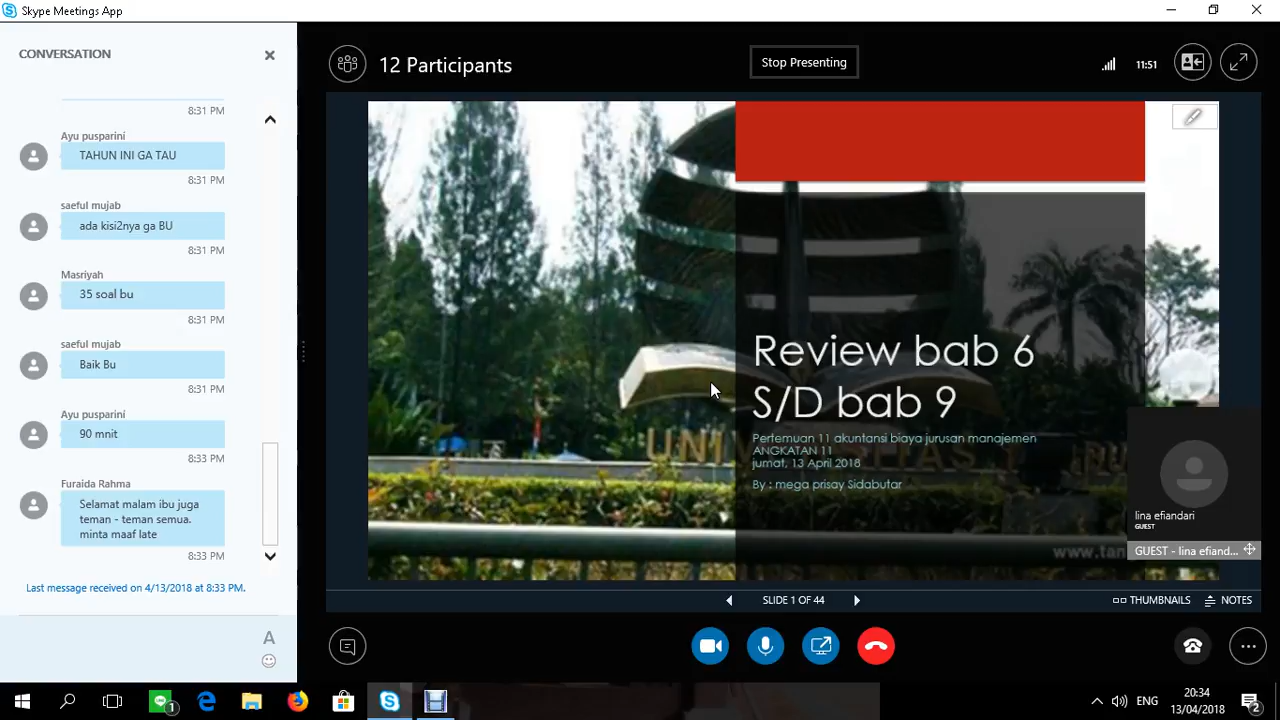 Skype Meetings App
CONVERSATION
8:31 PM
Ayu pusparini
TAHUN INI GA TAU
8:31 PM
saeful mujab
ada kisi2nya ga BU
8:31 PM
Masriyah
35 soal bu
8:31 PM
saeful mujab
Baik Bu
8:31 PM
Ayu pusparini
90 mnit
8:33 PM
Furaida Rahma
Selamat malam ibu juga
teman - teman semua.
minta maaf late
8:33 PM
Last message received on 4/13/2018 at 8:33 PM.
A
12 Participants
Stop Presenting
11:51
Review bab 6
S/D bab 9
Pertemuan 11 akuntansi biaya jurusan manajemen
ANGKATAN 11
jumat, 13 April 2018
By : mega prisay Sidabutar
lina efiandari
GUEST
GUEST - lina efiand...
SLIDE 1 OF 44
THUMBNAILS
NOTES
1
ENG
20:34
13/04/2018
2